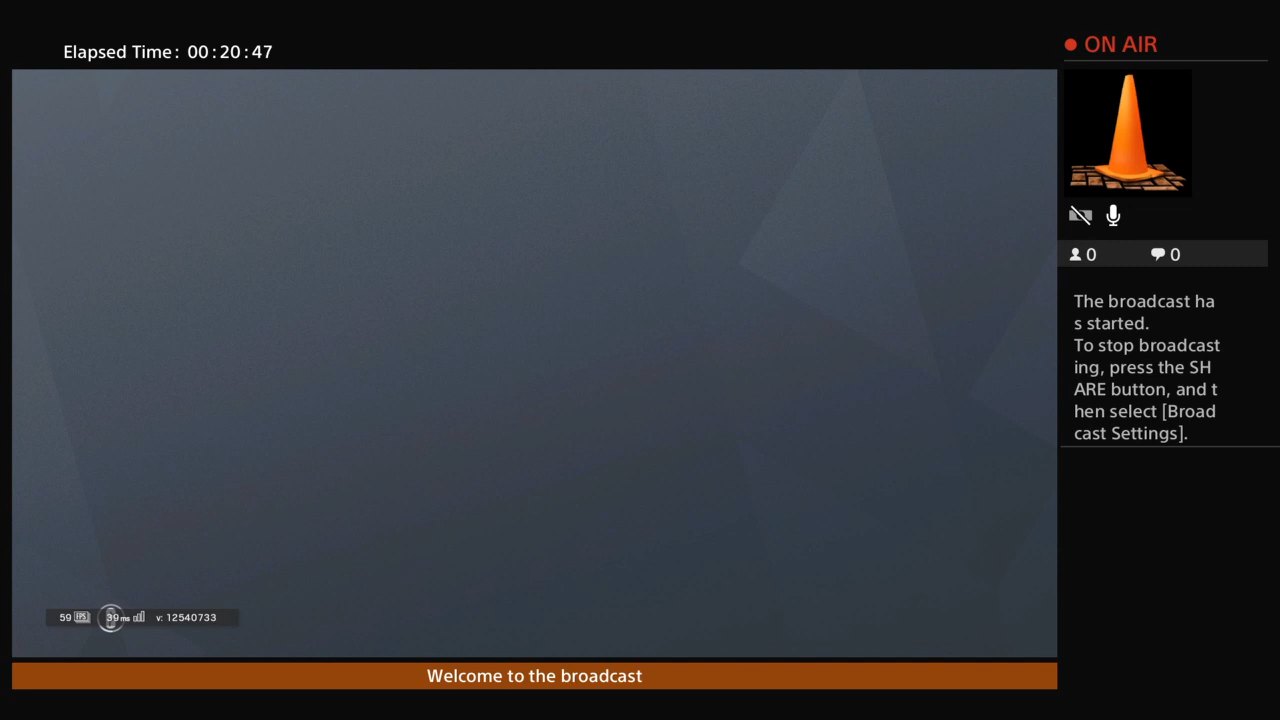 Elapsed Time: 00:20:47
ON AIR
0 0
The broadcast ha
s started.
To stop broadcast
ing, press the SH
ARE button, and t
hen select [Broad
cast Settings].
59 FPS 39 ms v: 12540733
Welcome to the broadcast